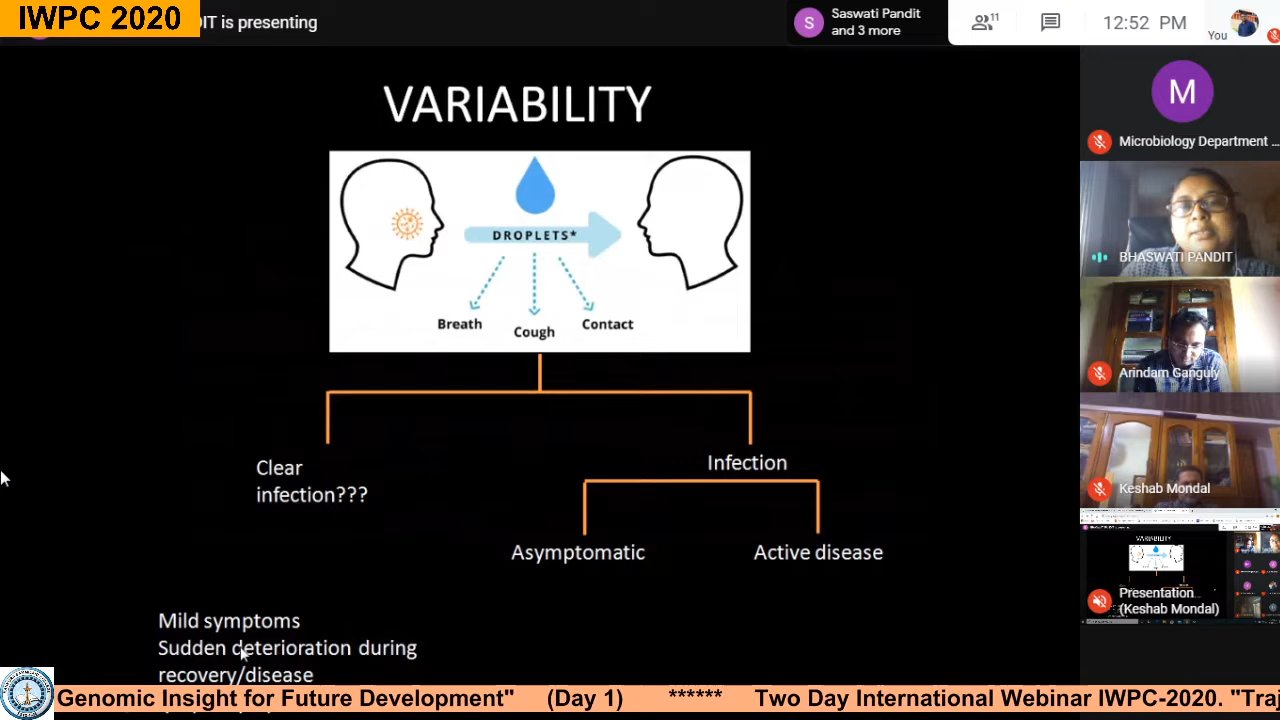 IWPC 2020
DIT is presenting
S
Saswati Pandit
and 3 more
11
12:52 PM
You
VARIABILITY
DROPLETS*
Breath
Cough
Contact
Clear
infection???
Infection
Asymptomatic
Active disease
Mild symptoms
Sudden deterioration during
recovery/disease
M
Microbiology Department ...
BHASWATI PANDIT
Arindam Ganguly
Keshab Mondal
VARIABILITY
Presentation
(Keshab Mondal)
Genomic Insight for Future Development" (Day 1) ****** Two Day International Webinar IWPC-2020. "Traj